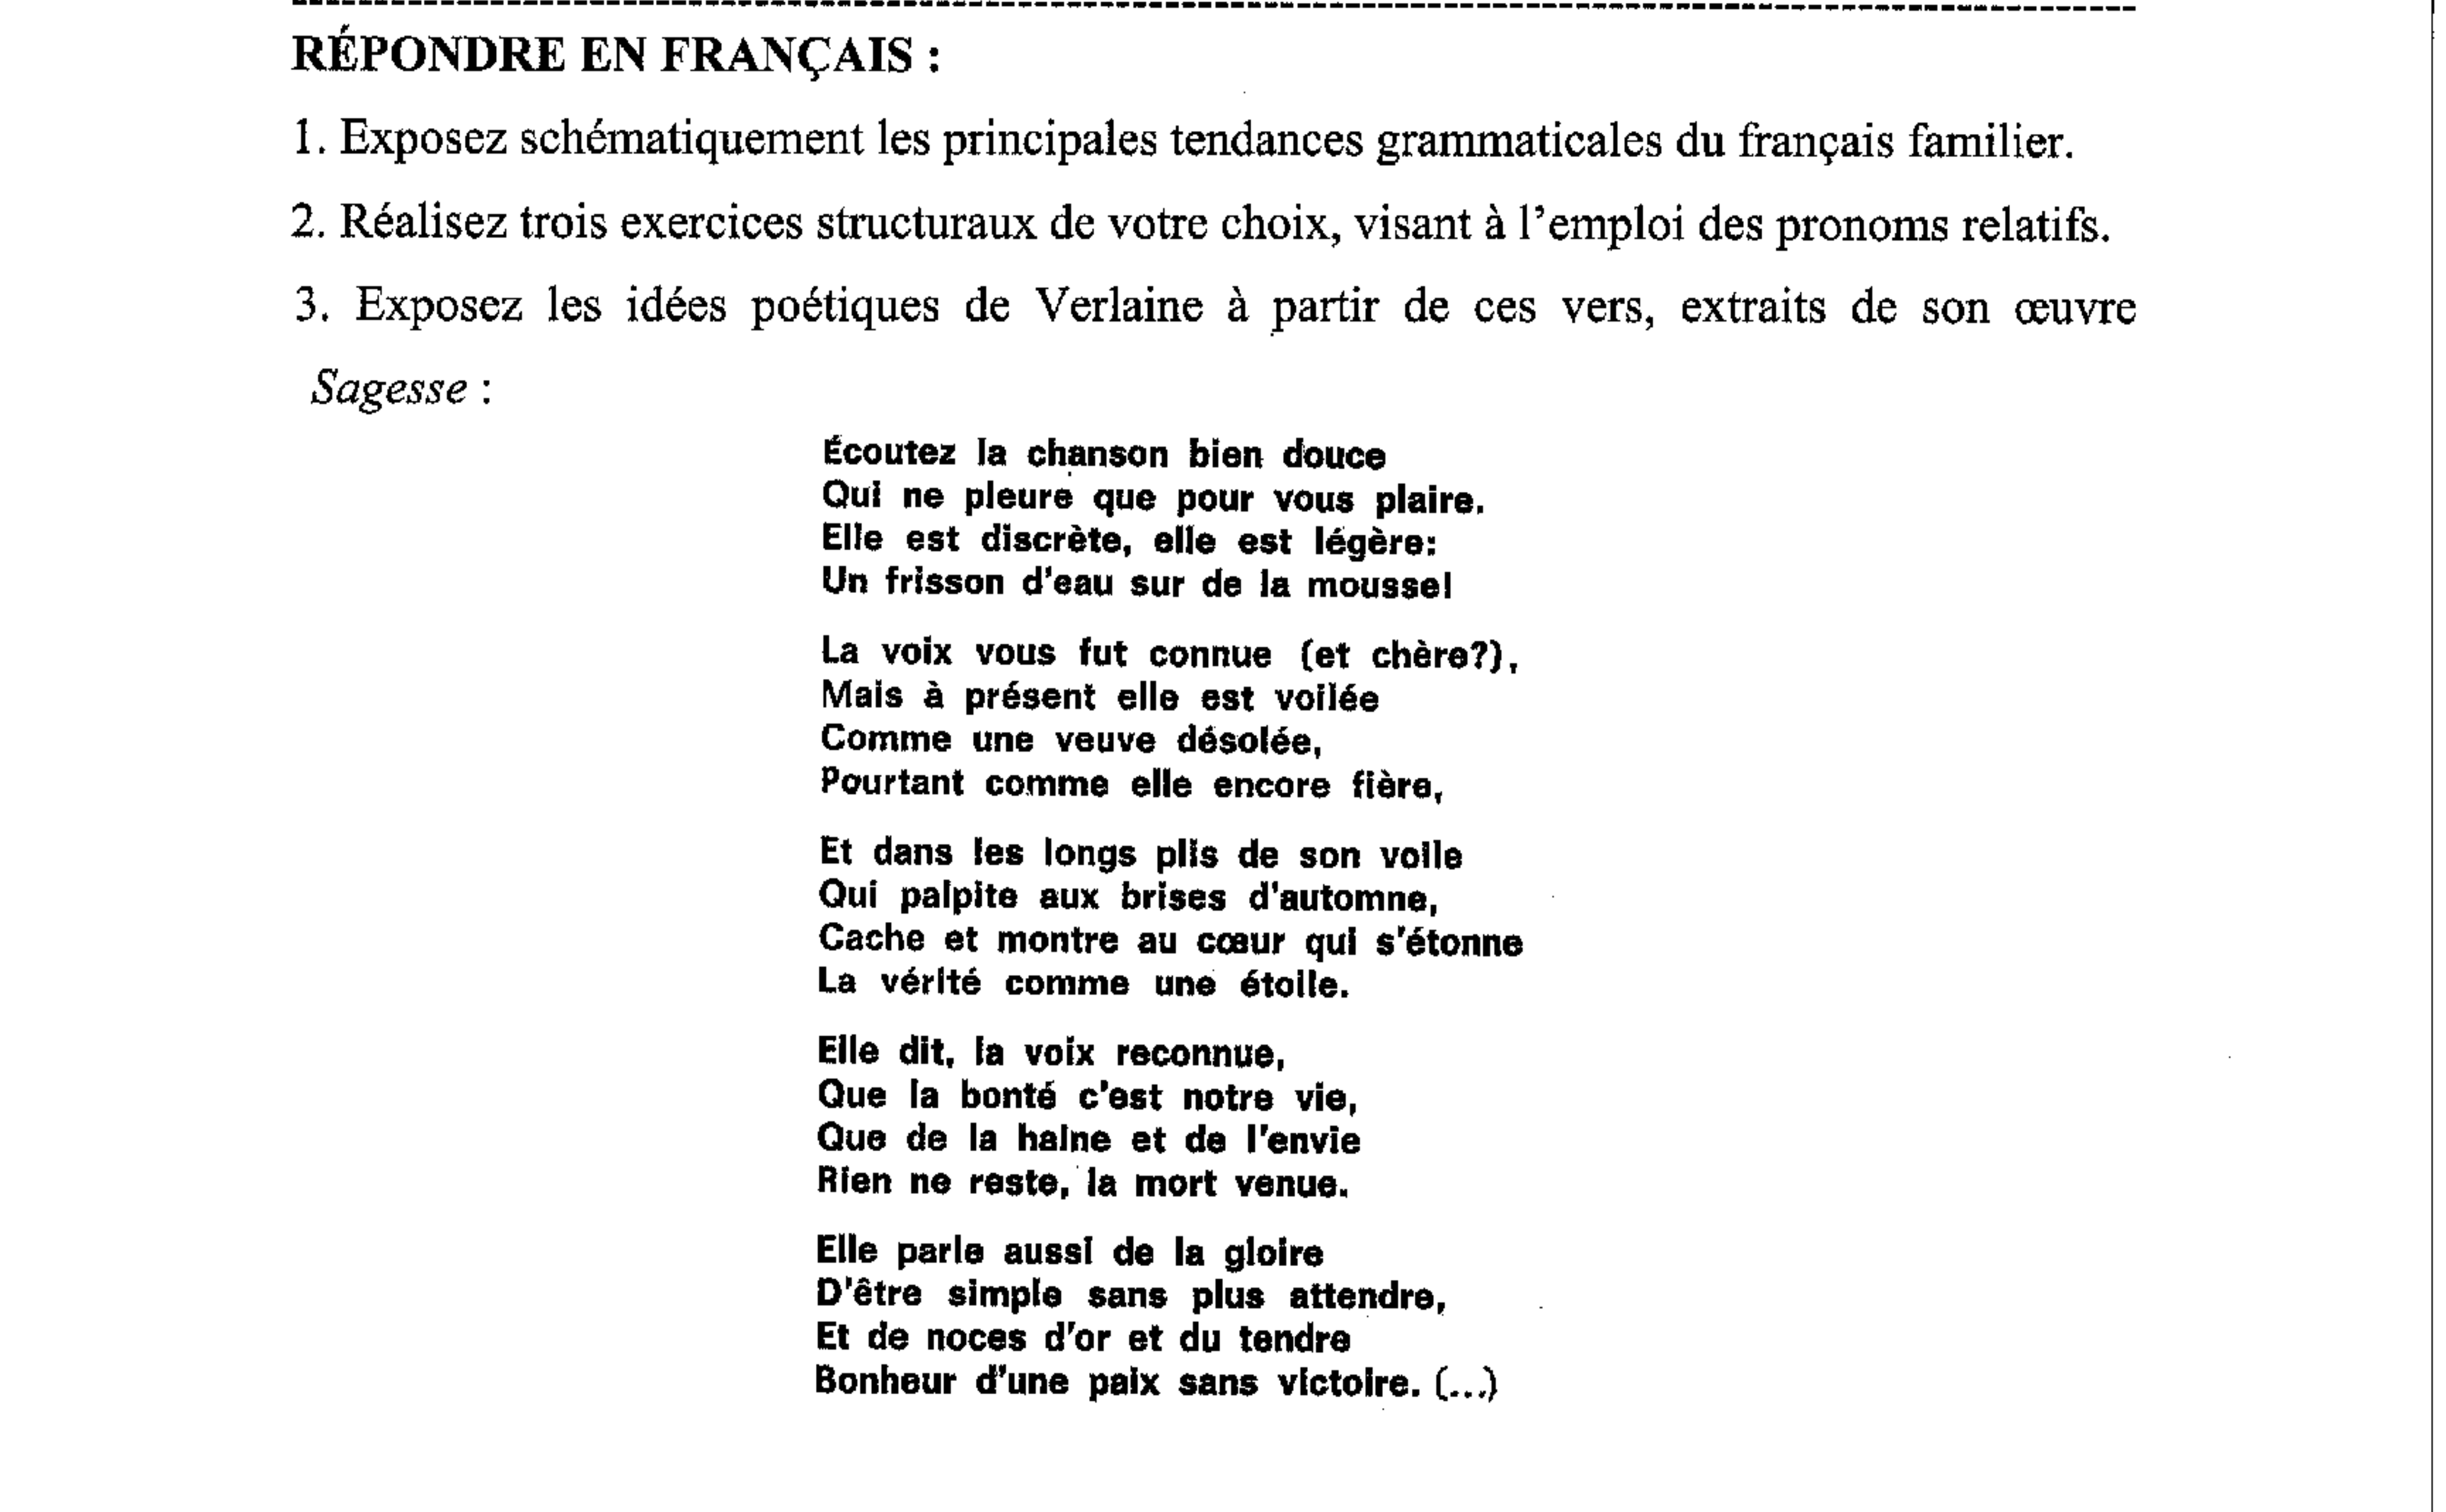 RÉPONDRE EN FRANÇAIS :
1. Exposez schématiquement les principales tendances grammaticales du français familier.
2. Réalisez trois exercices structuraux de votre choix, visant à l'emploi des pronoms relatifs.
3. Exposez les idées poétiques de Verlaine à partir de ces vers, extraits de son œuvre
Sagesse :
Écoutez la chanson bien douce
Qui ne pleure que pour vous plaire.
Elle est discrète, elle est légère:
Un frisson d'eau sur de la mousse!
La voix vous fut connue (et chère?),
Mais à présent elle est voilée
Comme une veuve désolée,
Pourtant comme elle encore fière,
Et dans les longs plis de son voile
Qui palpite aux brises d'automne,
Cache et montre au cœur qui s'étonne
La vérité comme une étoile.
Elle dit, la voix reconnue,
Que la bonté c'est notre vie,
Que de la haine et de l'envie
Rien ne reste, la mort venue.
Elle parle aussi de la gloire
D'être simple sans plus attendre,
Et de noces d'or et du tendre
Bonheur d'une paix sans victoire. (...)